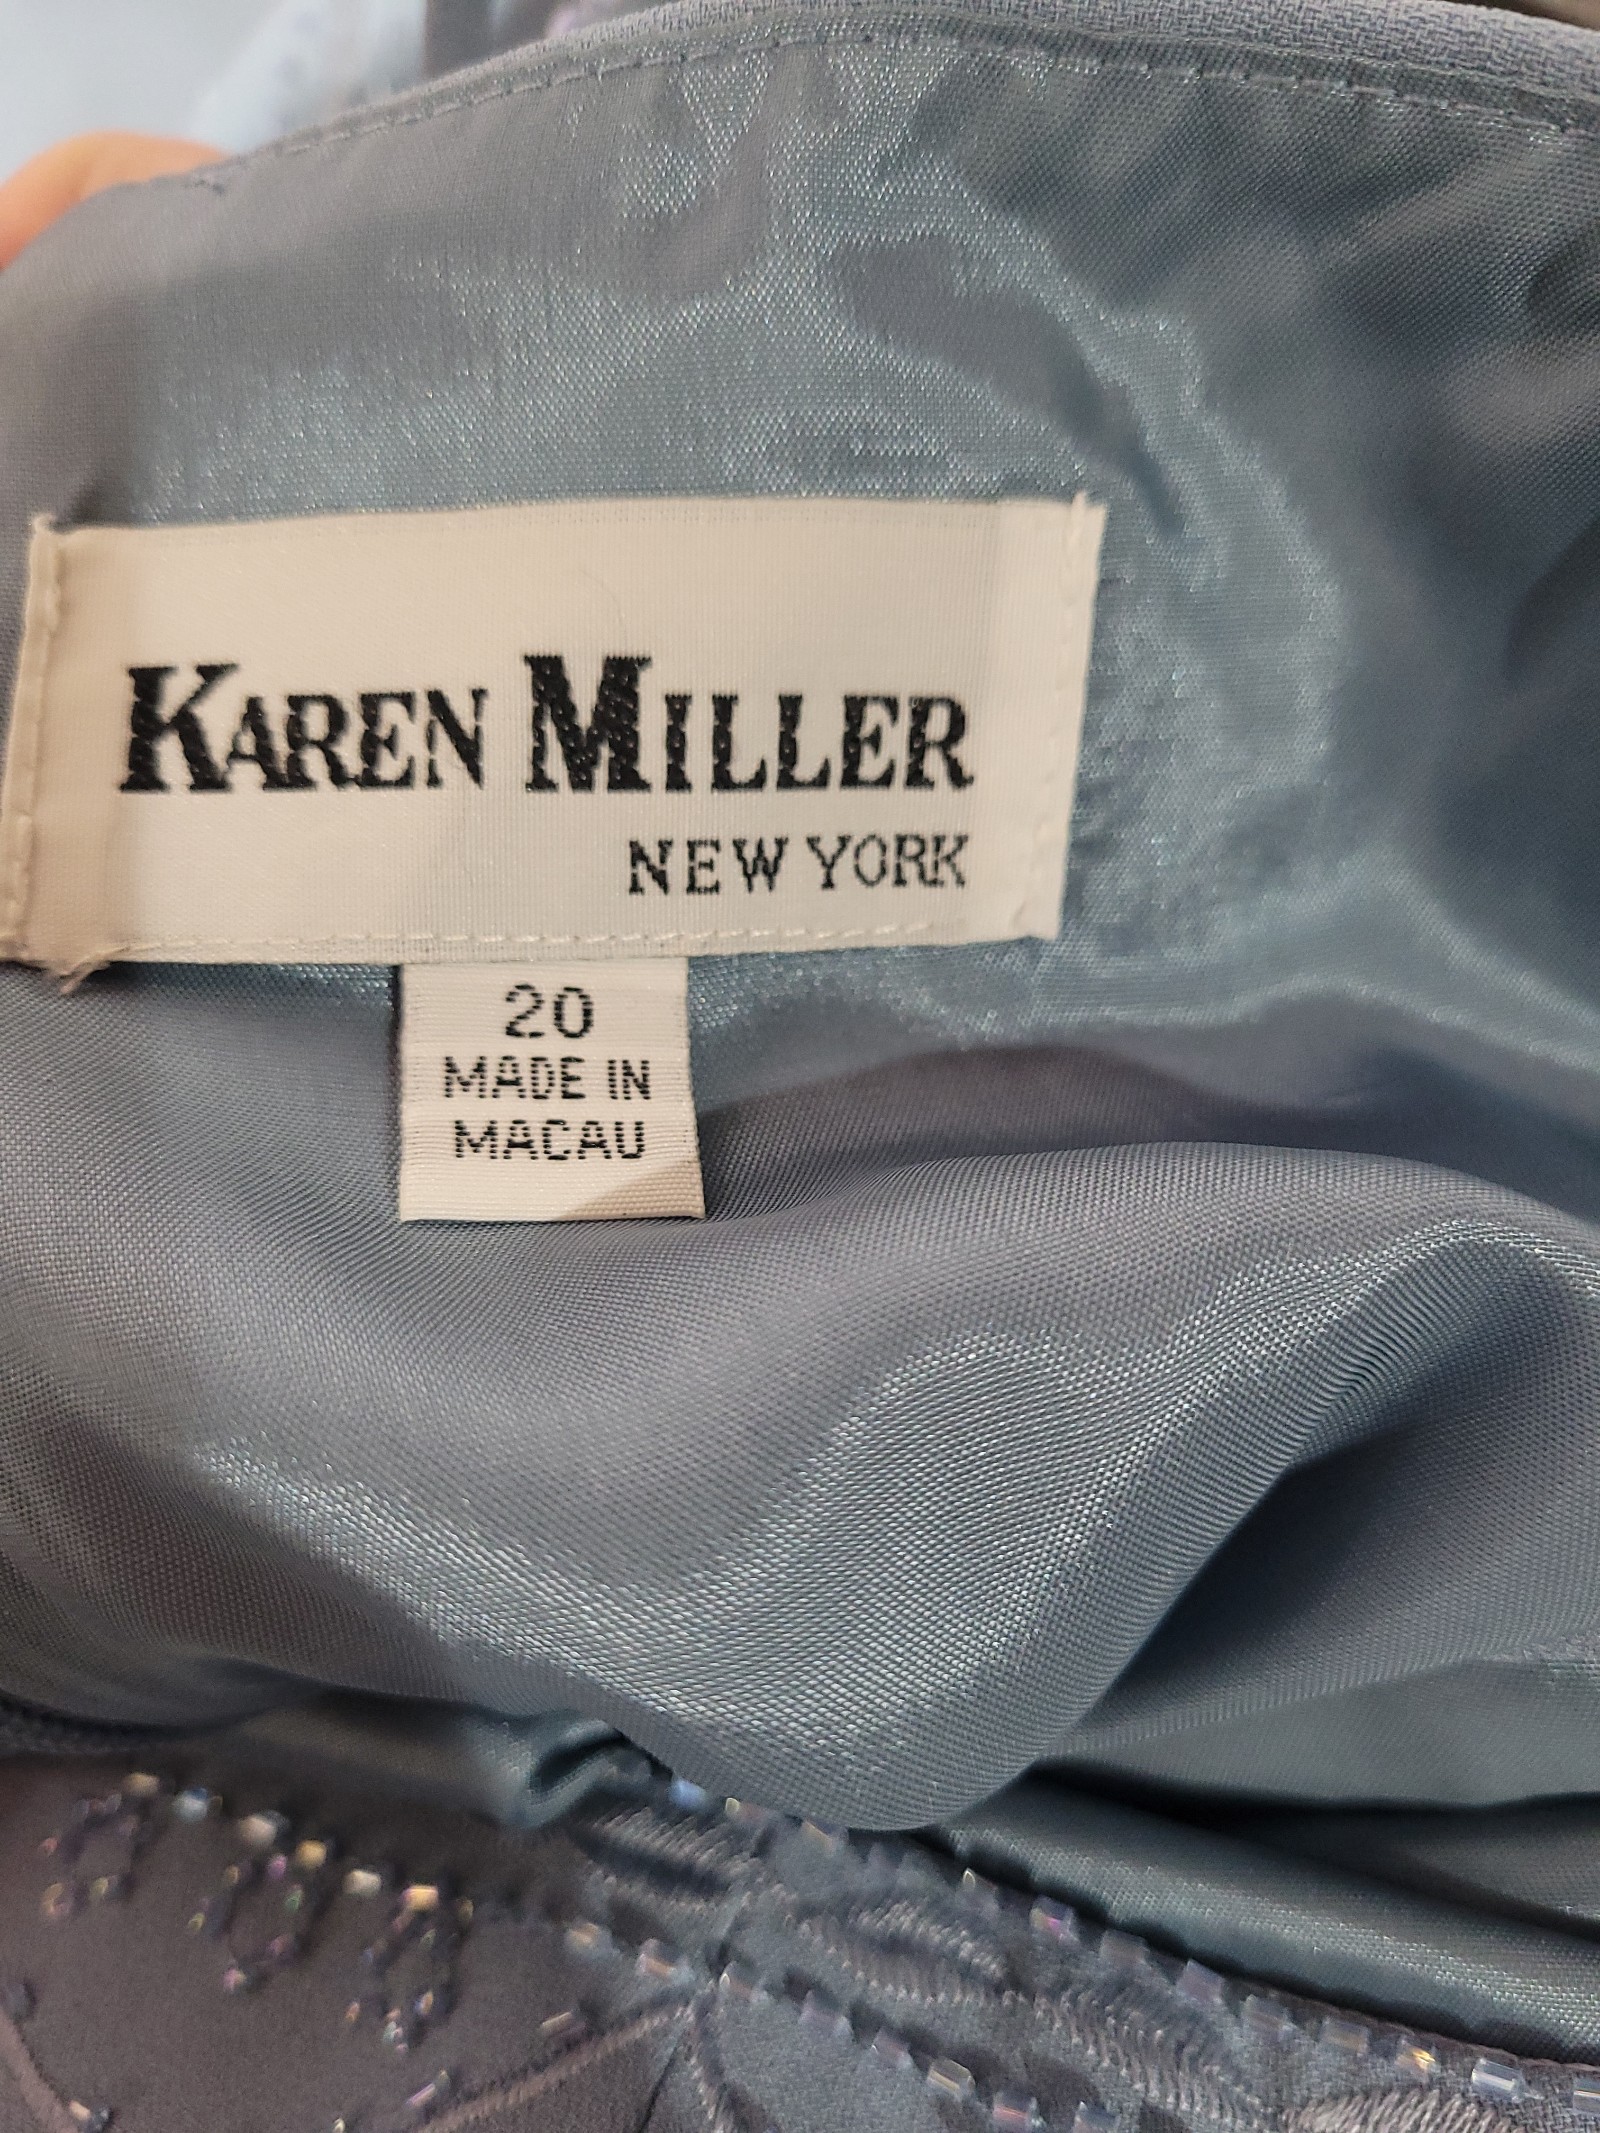 KAREN MILLER
NEW YORK
20
MADE IN
MACAU